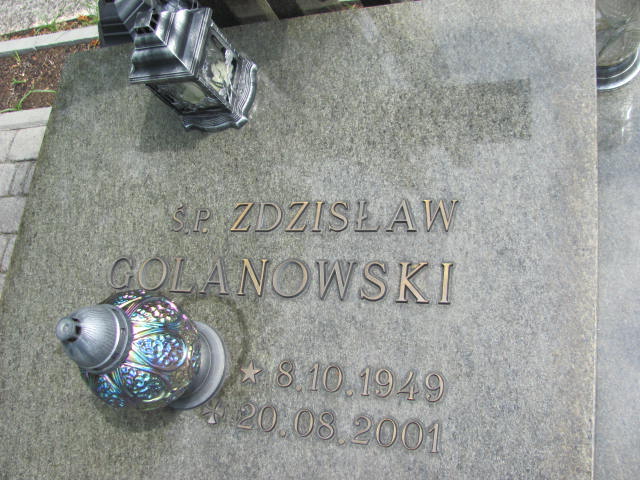 Ś.P. ZDZISŁAW
GOLANOWSKI
8.10.1949
20.08.2001